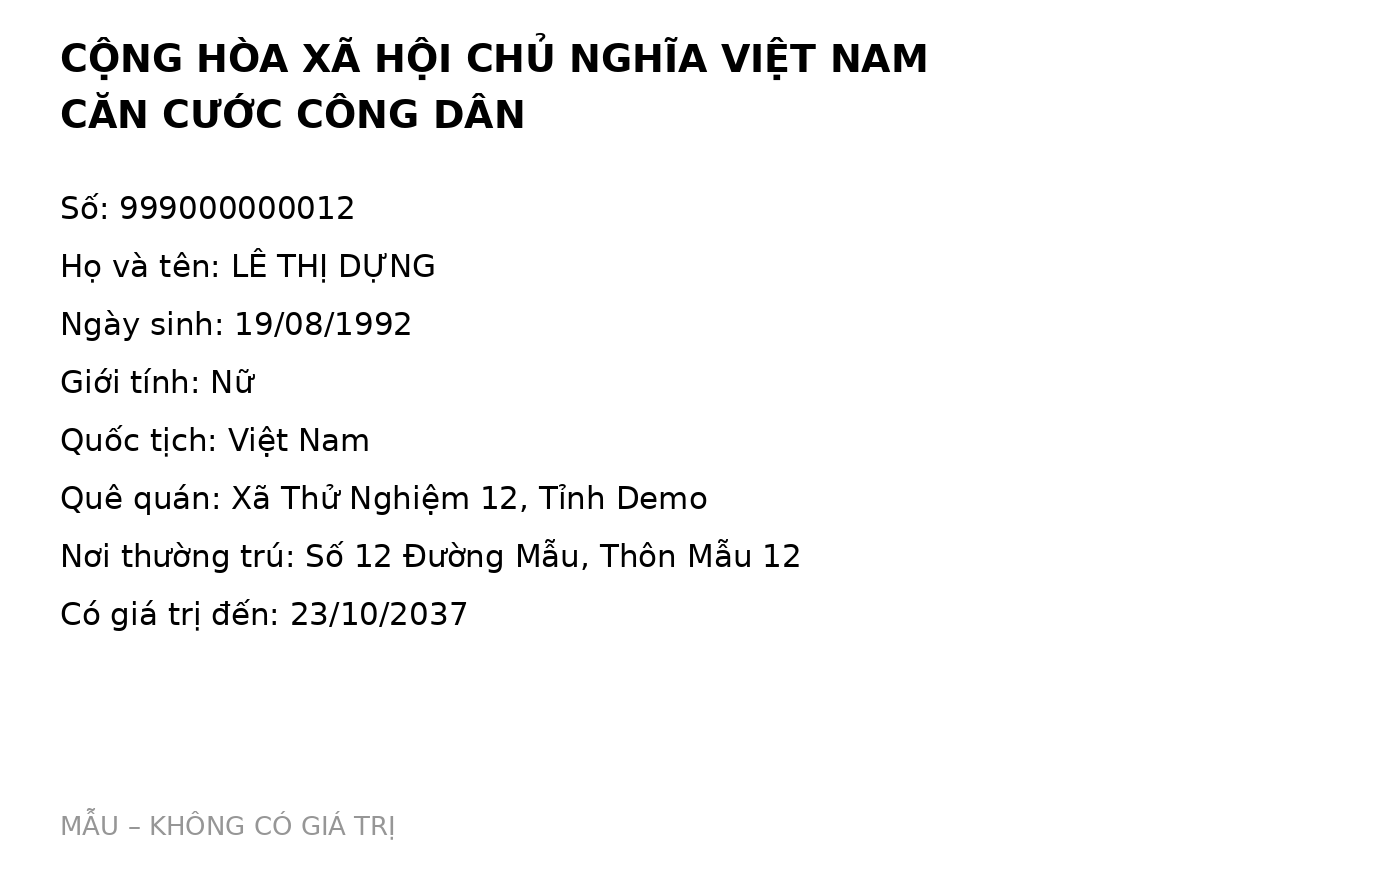 CỘNG HÒA XÃ HỘI CHỦ NGHĨA VIỆT NAM
CĂN CƯỚC CÔNG DÂN
Số: 999000000012
Họ và tên: LÊ THỊ DỰNG
Ngày sinh: 19/08/1992
Giới tính: Nữ
Quốc tịch: Việt Nam
Quê quán: Xã Thử Nghiệm 12, Tỉnh Demo
Nơi thường trú: Số 12 Đường Mẫu, Thôn Mẫu 12
Có giá trị đến: 23/10/2037
MẪU – KHÔNG CÓ GIÁ TRỊ